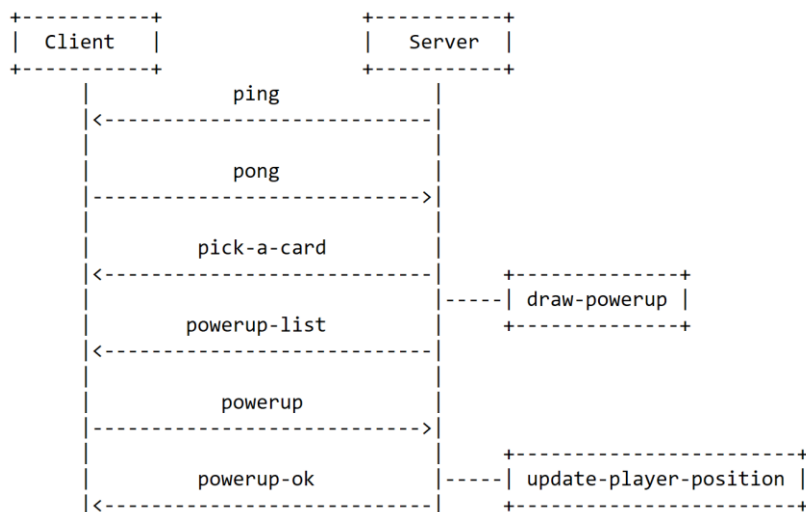 Client Server
ping
pong
pick-a-card
draw-powerup
powerup-list
powerup
powerup-ok update-player-position